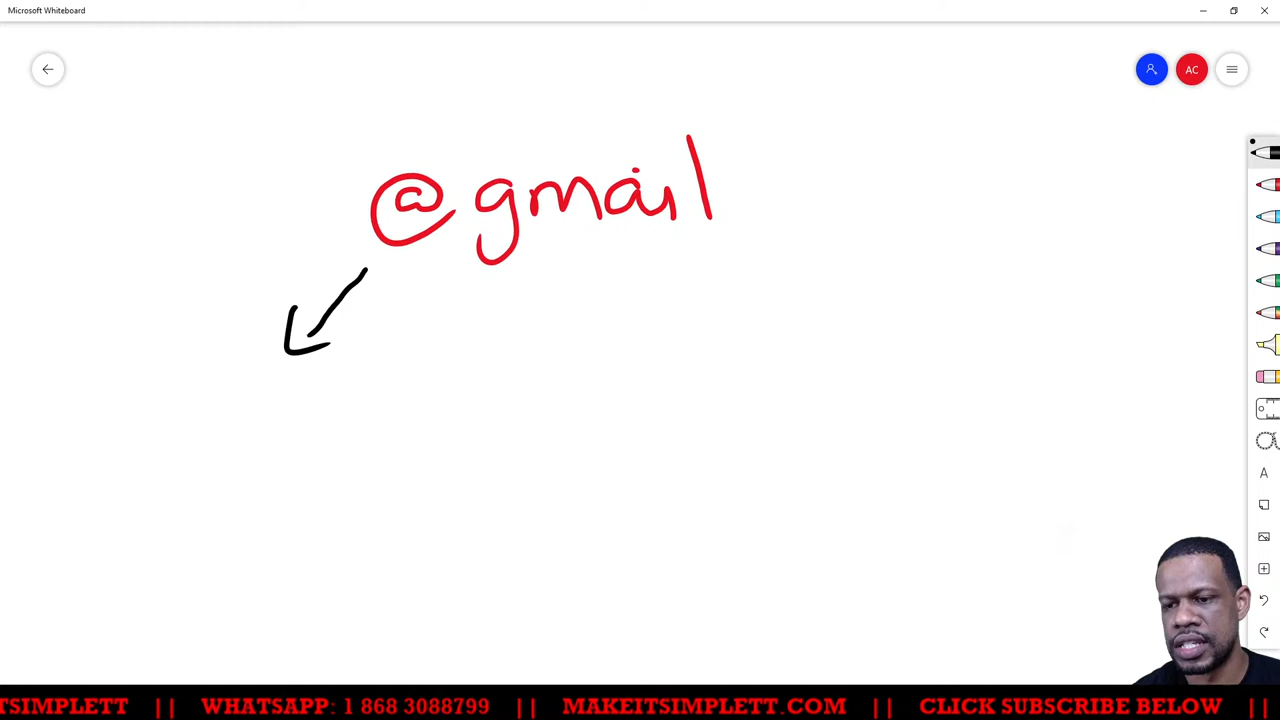 Microsoft Whiteboard
AC
@gmail
A
TSIMPLETT || WHATSAPP: 1 868 3088799 || MAKEITSIMPLETT.COM || CLICK SUBSCRIBE BELOW ||